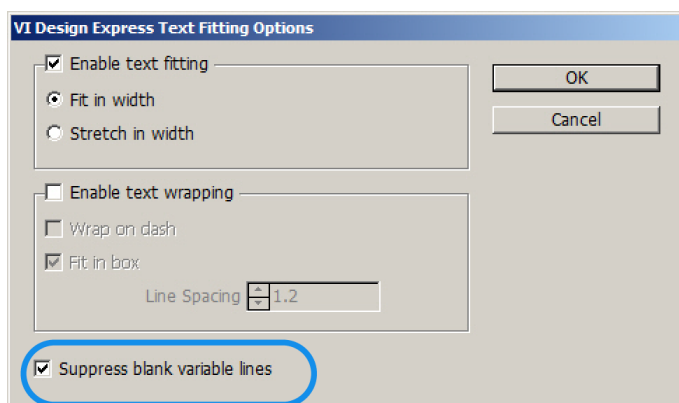 VI Design Express Text Fitting Options
Enable text fitting
OK
Fit in width
Cancel
Stretch in width
Enable text wrapping
Wrap on dash
Fit in box
Line Spacing 1.2
Suppress blank variable lines